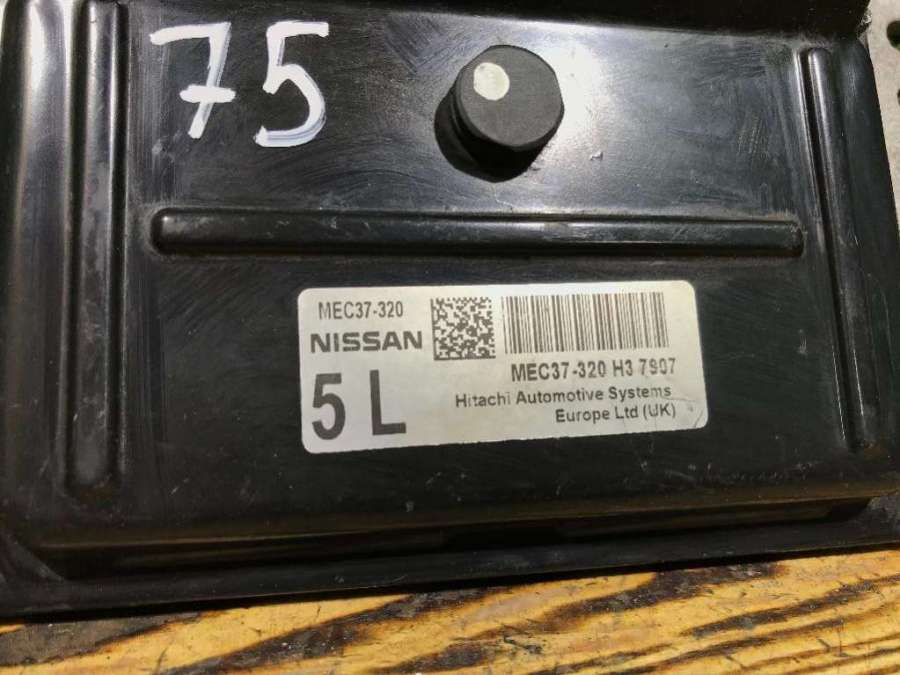 75
MEC37-320
NISSAN
5 L
MEC37-320 H3 7907
Hitachi Automotive Systems
Europe Ltd (UK)